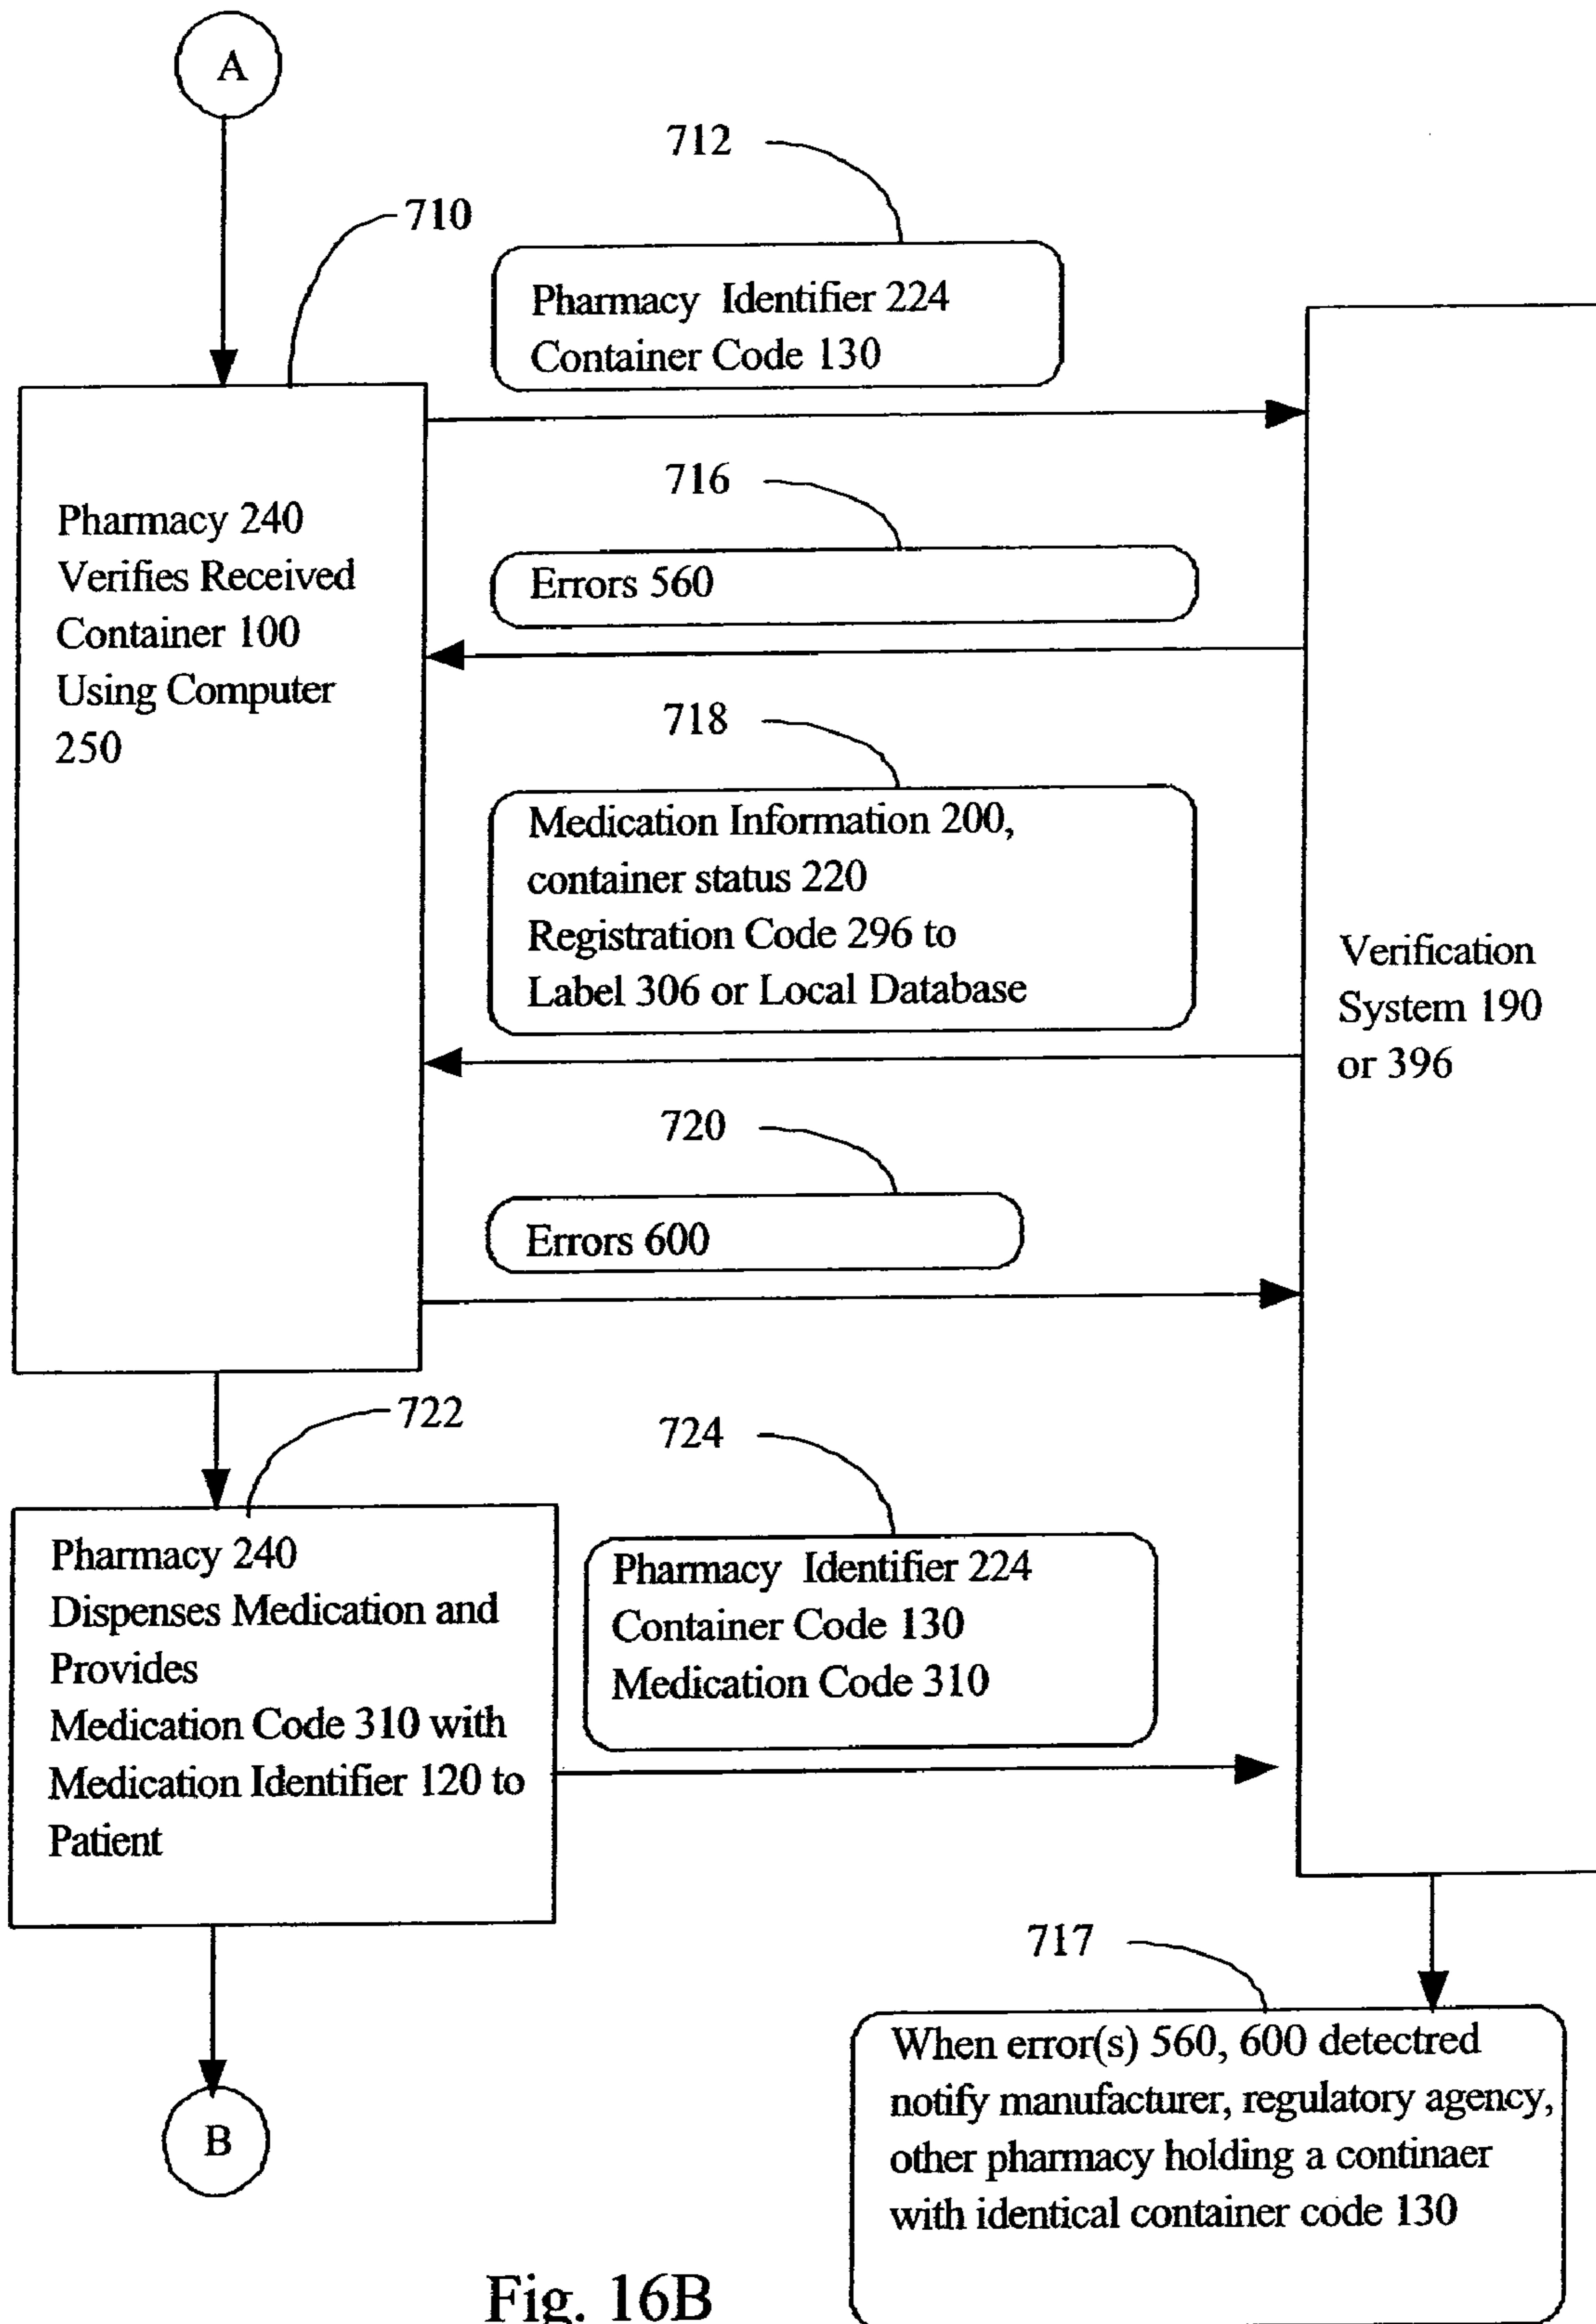 A
712
710
Pharmacy Identifier 224
Container Code 130
716
Pharmacy 240
Verifies Received
Container 100
Using Computer
250
Errors 560
718
Medication Information 200,
container status 220
Registration Code 296 to
Label 306 or Local Database
Verification
System 190
or 396
720
Errors 600
722
724
Pharmacy 240
Dispenses Medication and
Provides
Medication Code 310 with
Medication Identifier 120 to
Patient
Pharmacy Identifier 224
Container Code 130
Medication Code 310
717
When error(s) 560, 600 detectred
notify manufacturer, regulatory agency,
other pharmacy holding a continaer
with identical container code 130
B
Fig. 16B